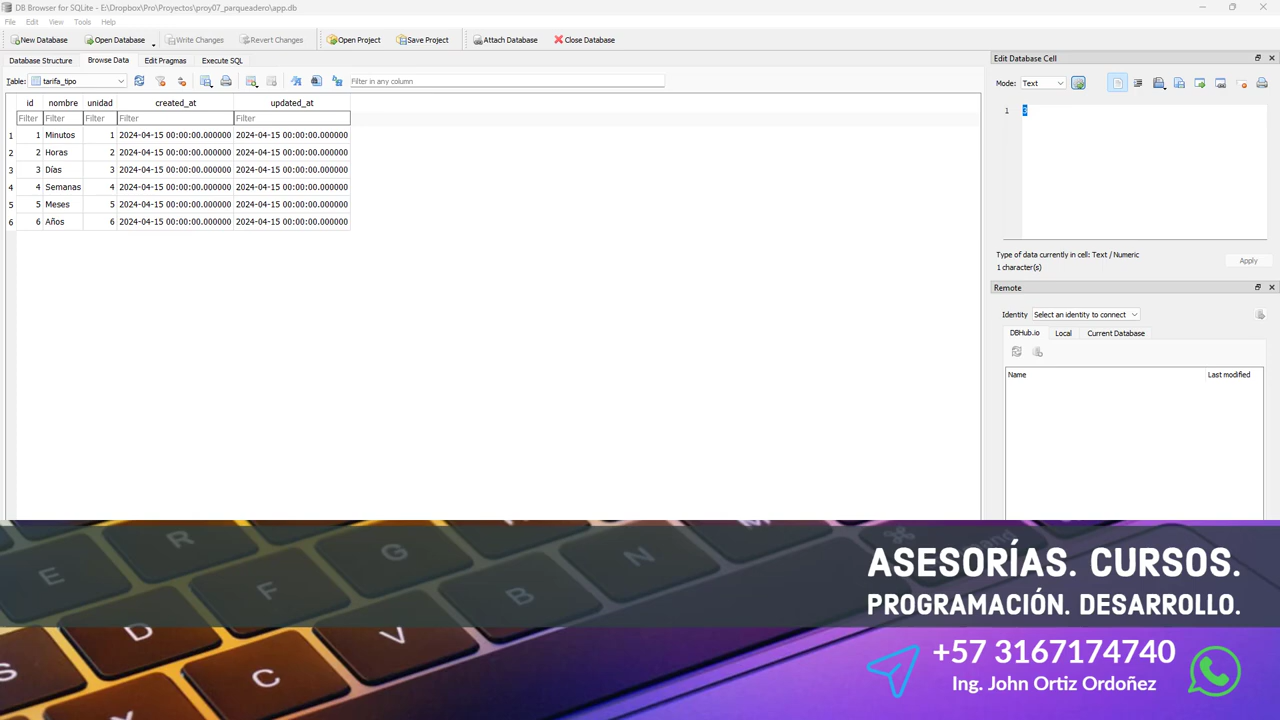 DB Browser for SQLite - E:\Dropbox\Pro\Proyectos\proy07_parqueadero\app.db
File Edit View Tools Help
New Database Open Database Write Changes Revert Changes Open Project Save Project Attach Database Close Database
Database Structure Browse Data Edit Pragmas Execute SQL
Table: tarifa_tipo Filter in any column
id nombre unidad created_at updated_at
Filter Filter Filter Filter Filter
1 1 Minutos 1 2024-04-15 00:00:00.000000 2024-04-15 00:00:00.000000
2 2 Horas 2 2024-04-15 00:00:00.000000 2024-04-15 00:00:00.000000
3 3 Días 3 2024-04-15 00:00:00.000000 2024-04-15 00:00:00.000000
4 4 Semanas 4 2024-04-15 00:00:00.000000 2024-04-15 00:00:00.000000
5 5 Meses 5 2024-04-15 00:00:00.000000 2024-04-15 00:00:00.000000
6 6 Años 6 2024-04-15 00:00:00.000000 2024-04-15 00:00:00.000000
Edit Database Cell
Mode: Text
1 3
Type of data currently in cell: Text / Numeric
1 character(s)
Apply
Remote
Identity Select an identity to connect
DBHub.io Local Current Database
Name Last modified
E R F G B N D V C S
ASESORÍAS. CURSOS.
PROGRAMACIÓN. DESARROLLO.
+57 3167174740
Ing. John Ortiz Ordoñez